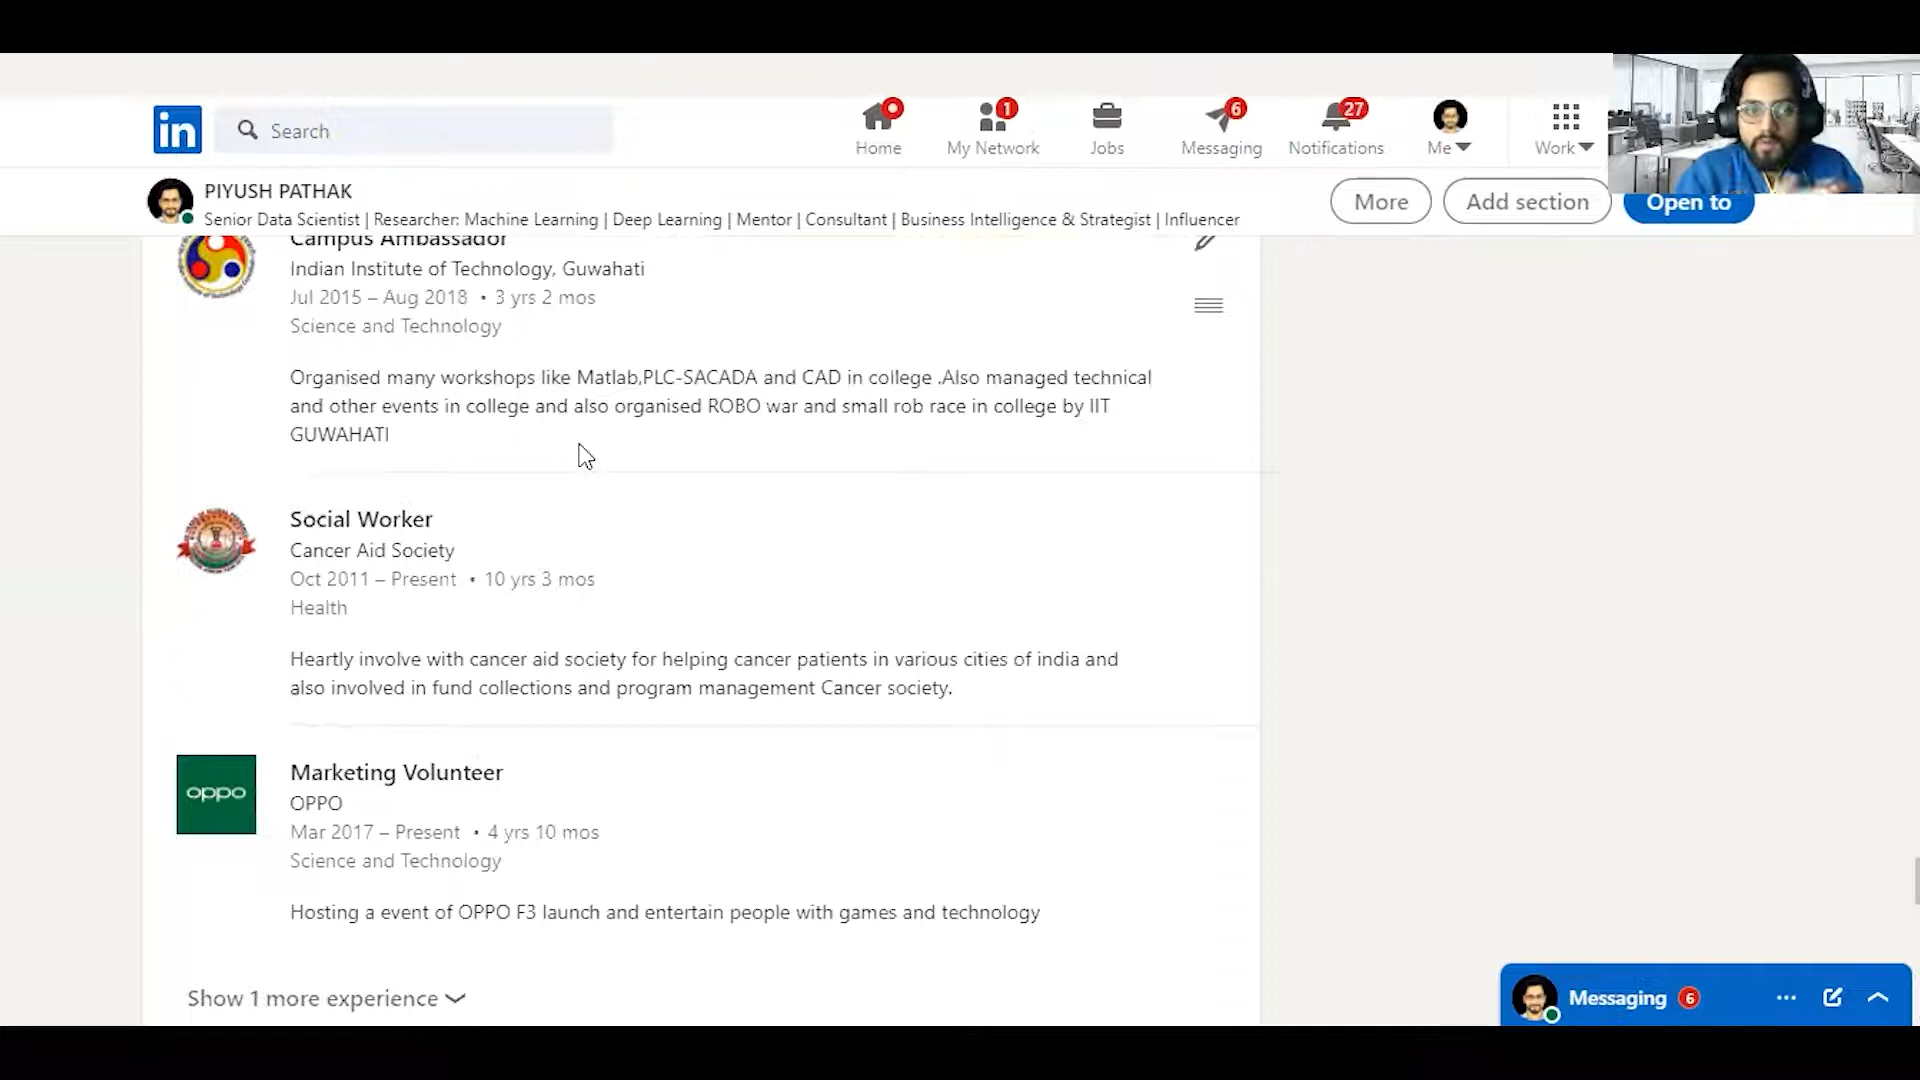 in
Search
Home
1
My Network
Jobs
6
Messaging
27
Notifications
Me
Work
PIYUSH PATHAK
Senior Data Scientist | Researcher: Machine Learning | Deep Learning | Mentor | Consultant | Business Intelligence & Strategist | Influencer
More
Add section
Open to
Campus Ambassador
Indian Institute of Technology, Guwahati
Jul 2015 – Aug 2018 • 3 yrs 2 mos
Science and Technology
Organised many workshops like Matlab,PLC-SACADA and CAD in college .Also managed technical
and other events in college and also organised ROBO war and small rob race in college by IIT
GUWAHATI
Social Worker
Cancer Aid Society
Oct 2011 – Present • 10 yrs 3 mos
Health
Heartly involve with cancer aid society for helping cancer patients in various cities of india and
also involved in fund collections and program management Cancer society.
oppo
Marketing Volunteer
OPPO
Mar 2017 – Present • 4 yrs 10 mos
Science and Technology
Hosting a event of OPPO F3 launch and entertain people with games and technology
Show 1 more experience
Messaging 6